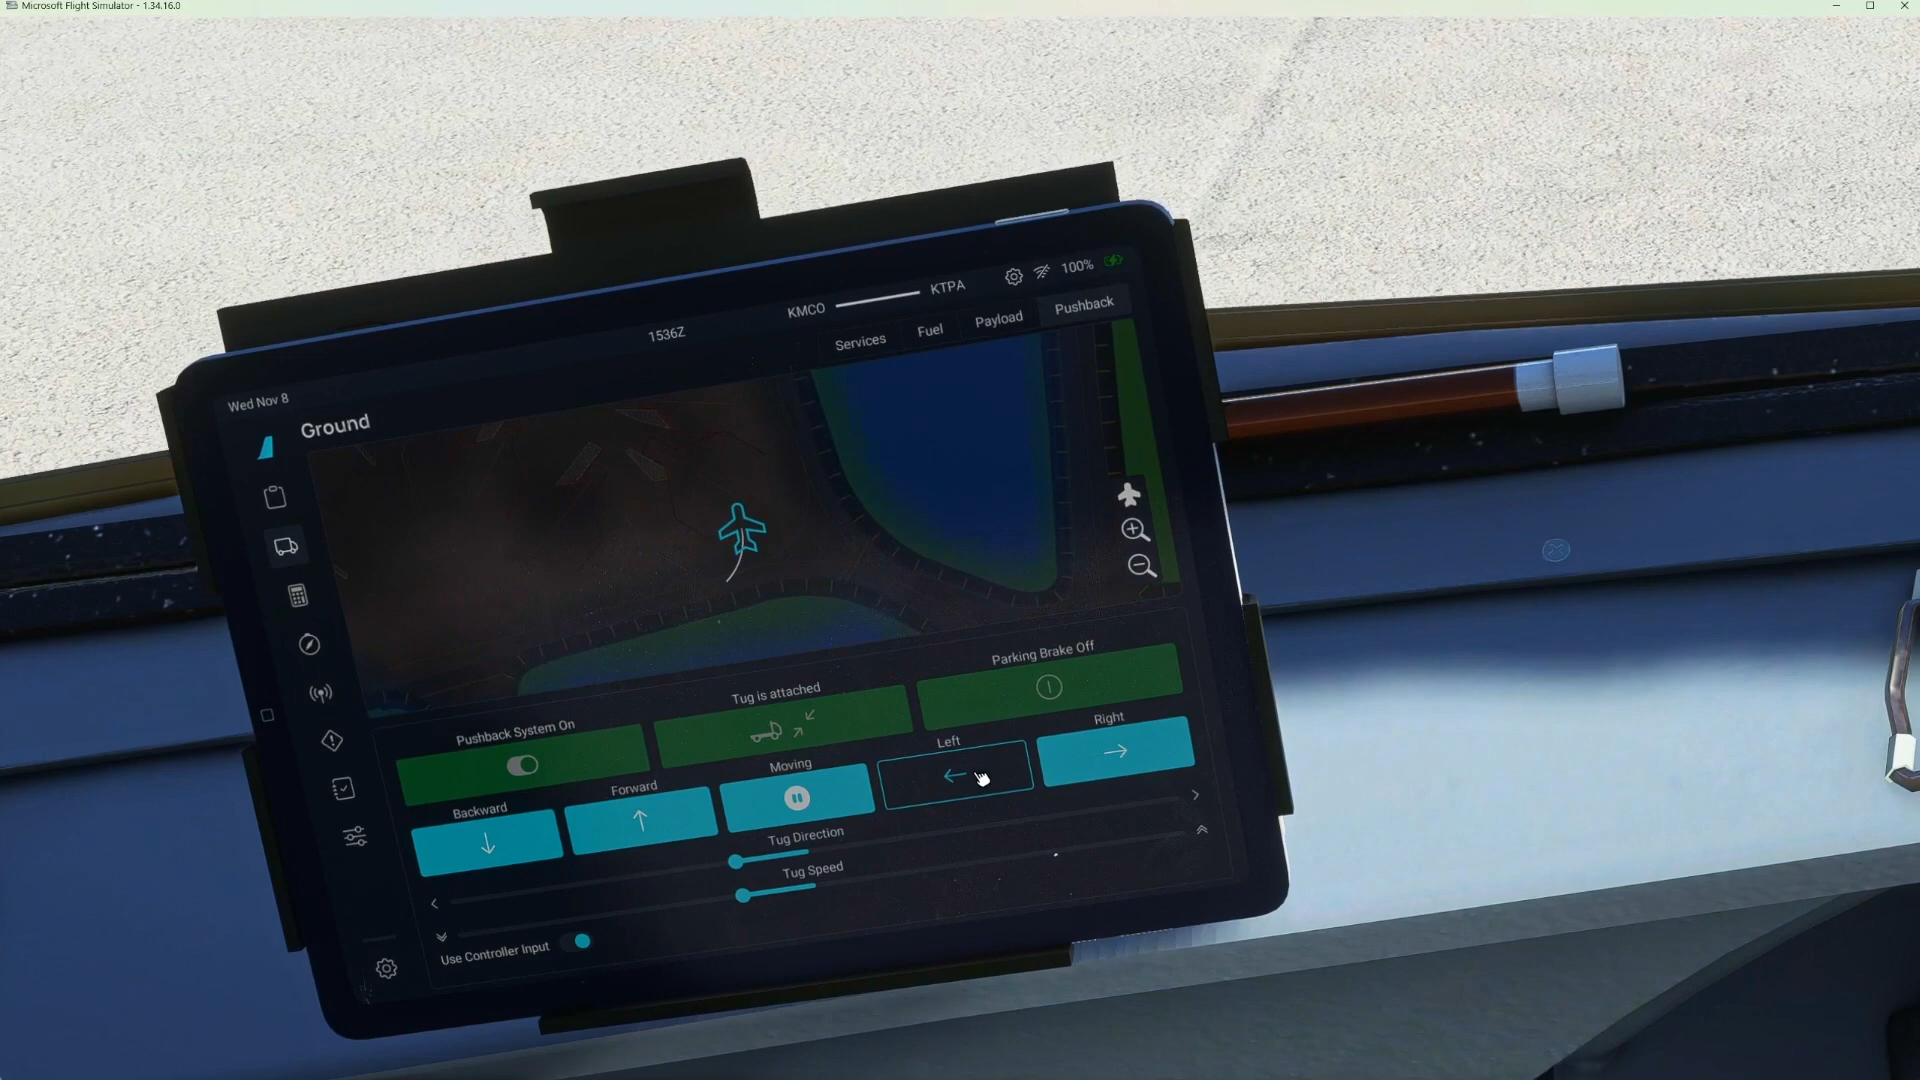 Microsoft Flight Simulator - 1.34.16.0
Wed Nov 8
1536Z
KMCO
KTPA
100%
Ground
Services
Fuel
Payload
Pushback
Pushback System On
Tug is attached
Parking Brake Off
Backward
Forward
Moving
Left
Right
Tug Direction
Tug Speed
Use Controller Input